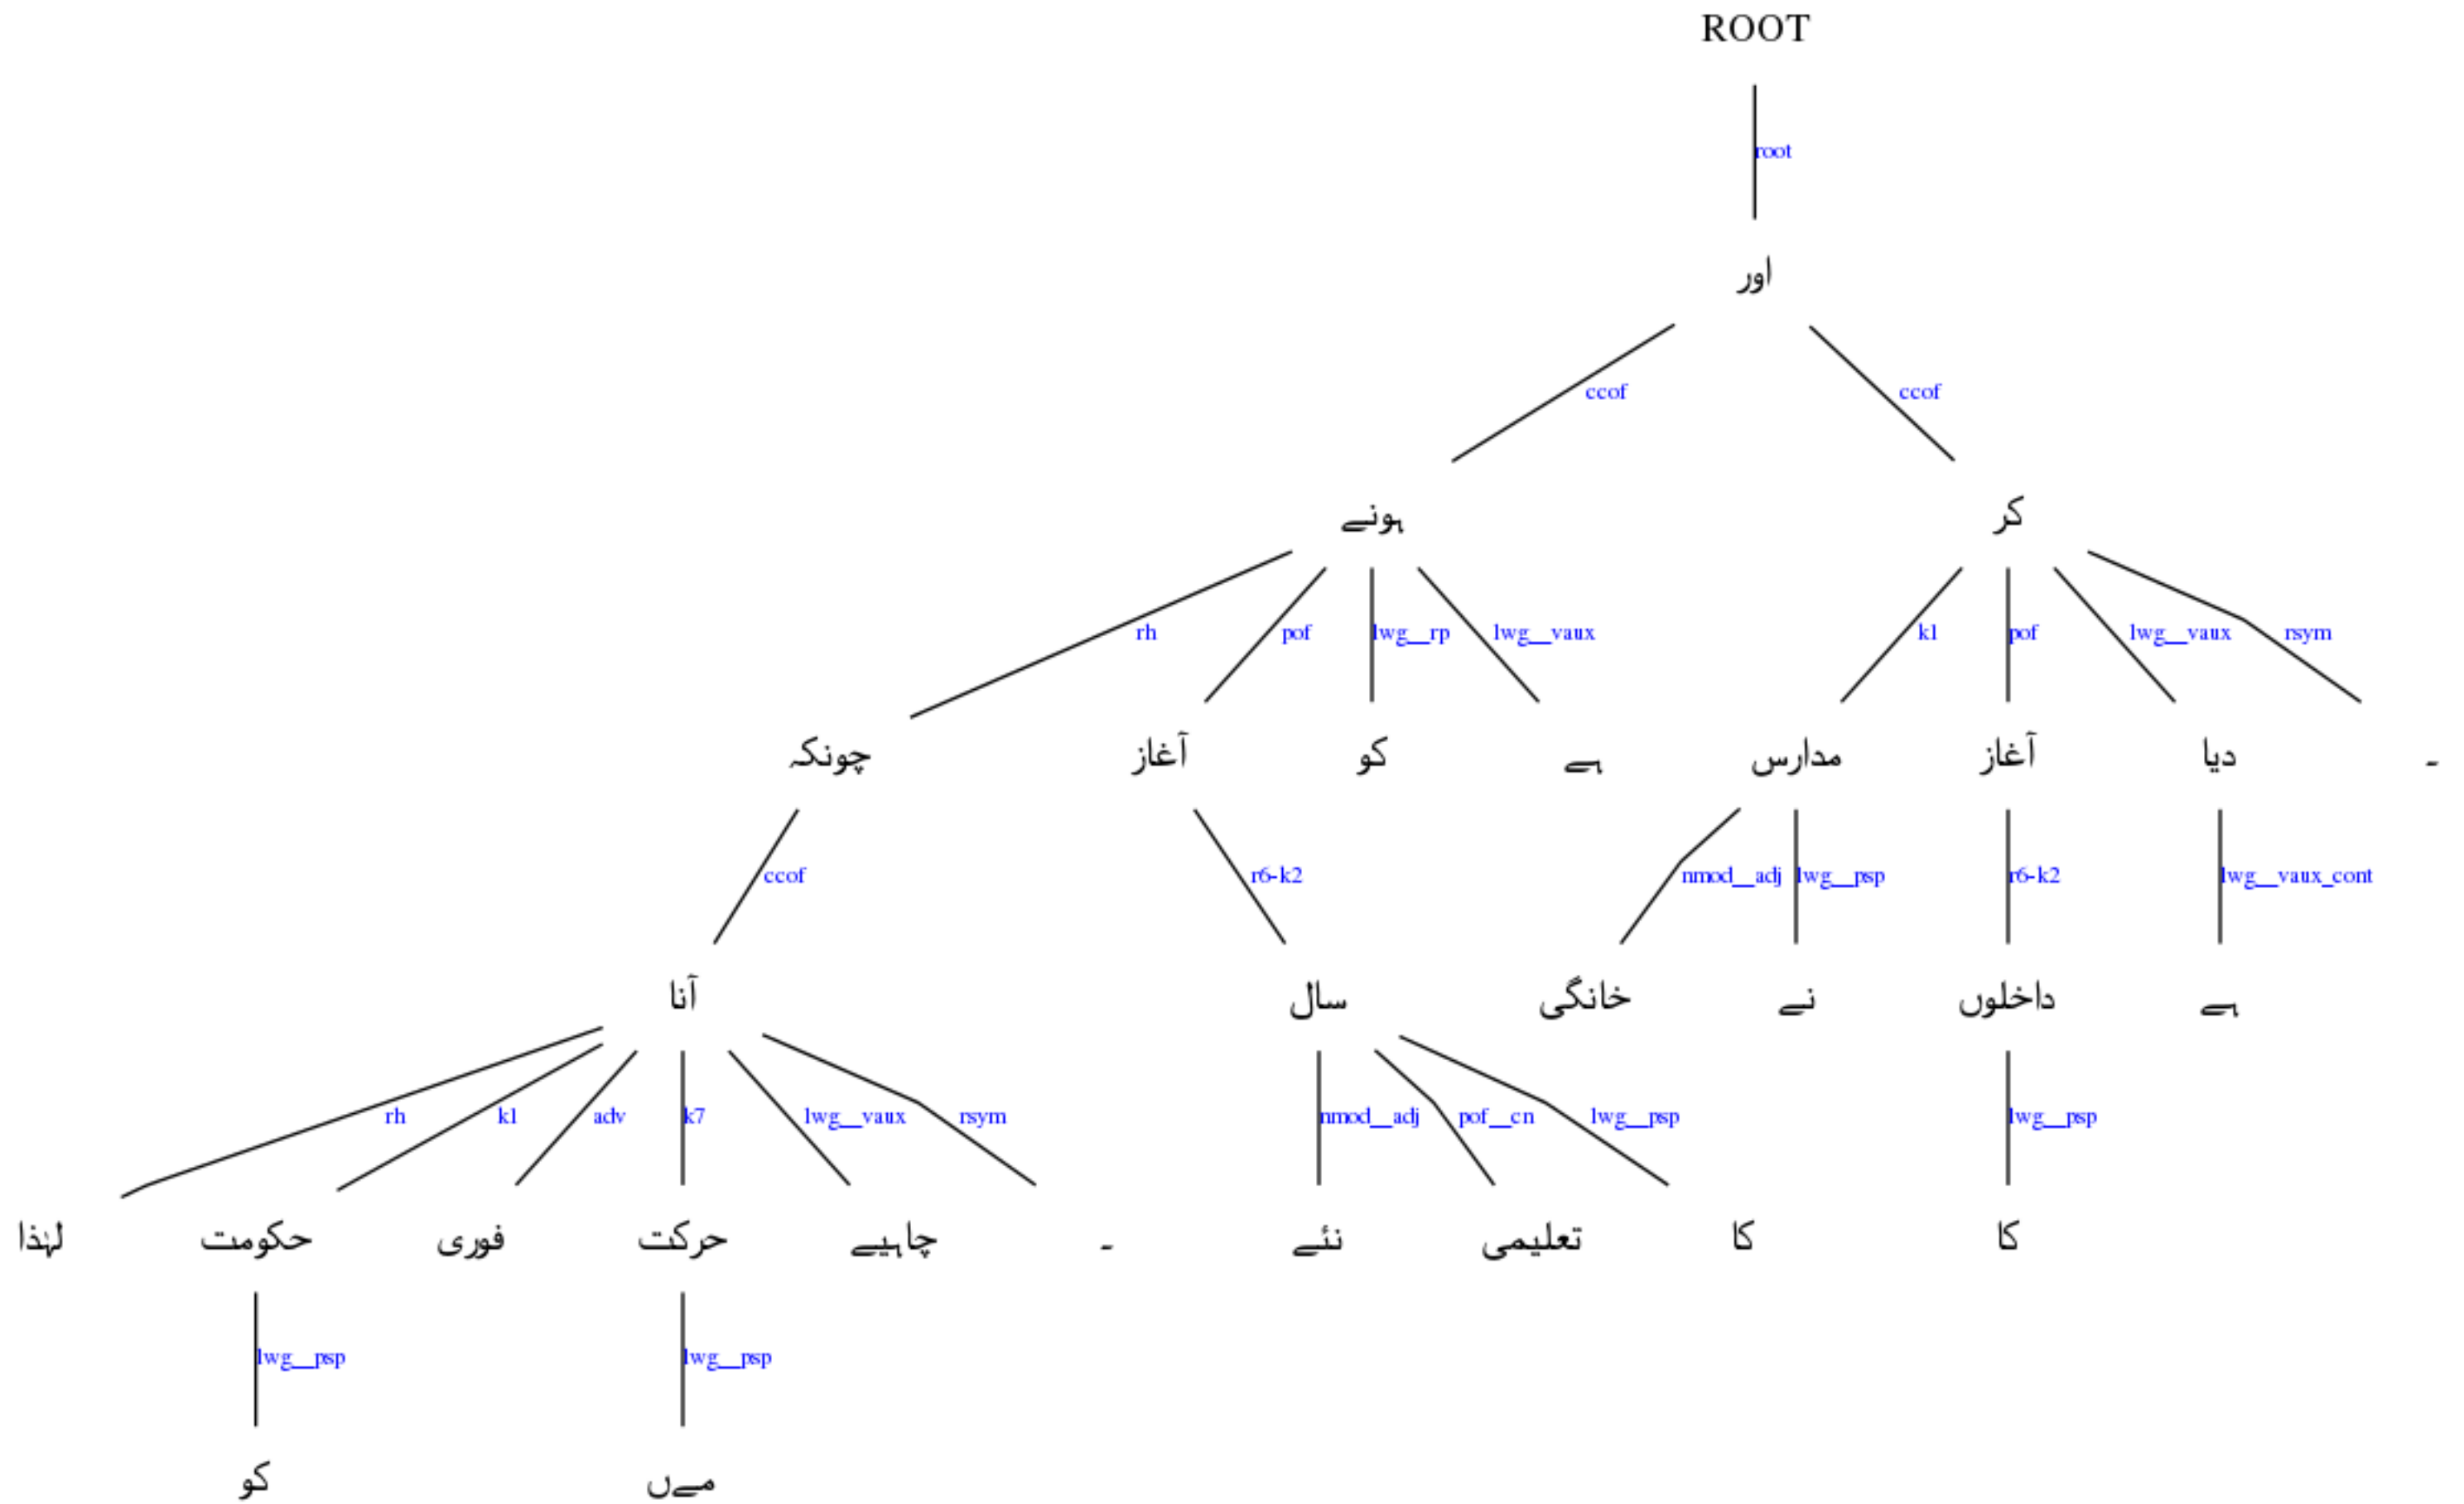 ROOT
root
اور
ccof ccof
ہونے کر
rh pof lwg__rp lwg__vaux k1 pof lwg__vaux rsym
چونکہ آغاز کو ہے مدارس آغاز دیا ۔
ccof r6-k2 nmod__adj lwg__psp r6-k2 lwg__vaux_cont
آنا سال خانگی نے داخلوں ہے
rh k1 adv k7 lwg__vaux rsym nmod__adj pof__cn lwg__psp lwg__psp
لہٰذا حکومت فوری حرکت چاہیے ۔ نئے تعلیمی کا کا
lwg__psp lwg__psp
کو مےں